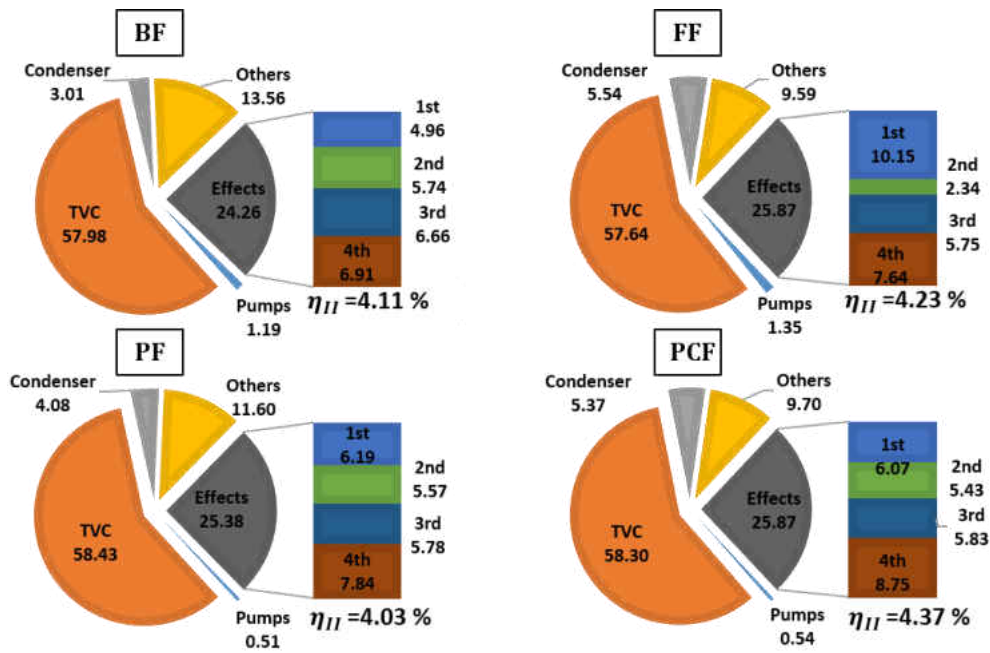 BF
Condenser
3.01
Others
13.56
TVC
57.98
Effects
24.26
1st
4.96
2nd
5.74
3rd
6.66
4th
6.91
Pumps
1.19
η_II =4.11 %
FF
Condenser
5.54
Others
9.59
TVC
57.64
Effects
25.87
1st
10.15
2nd
2.34
3rd
5.75
4th
7.64
Pumps
1.35
η_II =4.23 %
PF
Condenser
4.08
Others
11.60
TVC
58.43
Effects
25.38
1st
6.19
2nd
5.57
3rd
5.78
4th
7.84
Pumps
0.51
η_II =4.03 %
PCF
Condenser
5.37
Others
9.70
TVC
58.30
Effects
25.87
1st
6.07
2nd
5.43
3rd
5.83
4th
8.75
Pumps
0.54
η_II =4.37 %